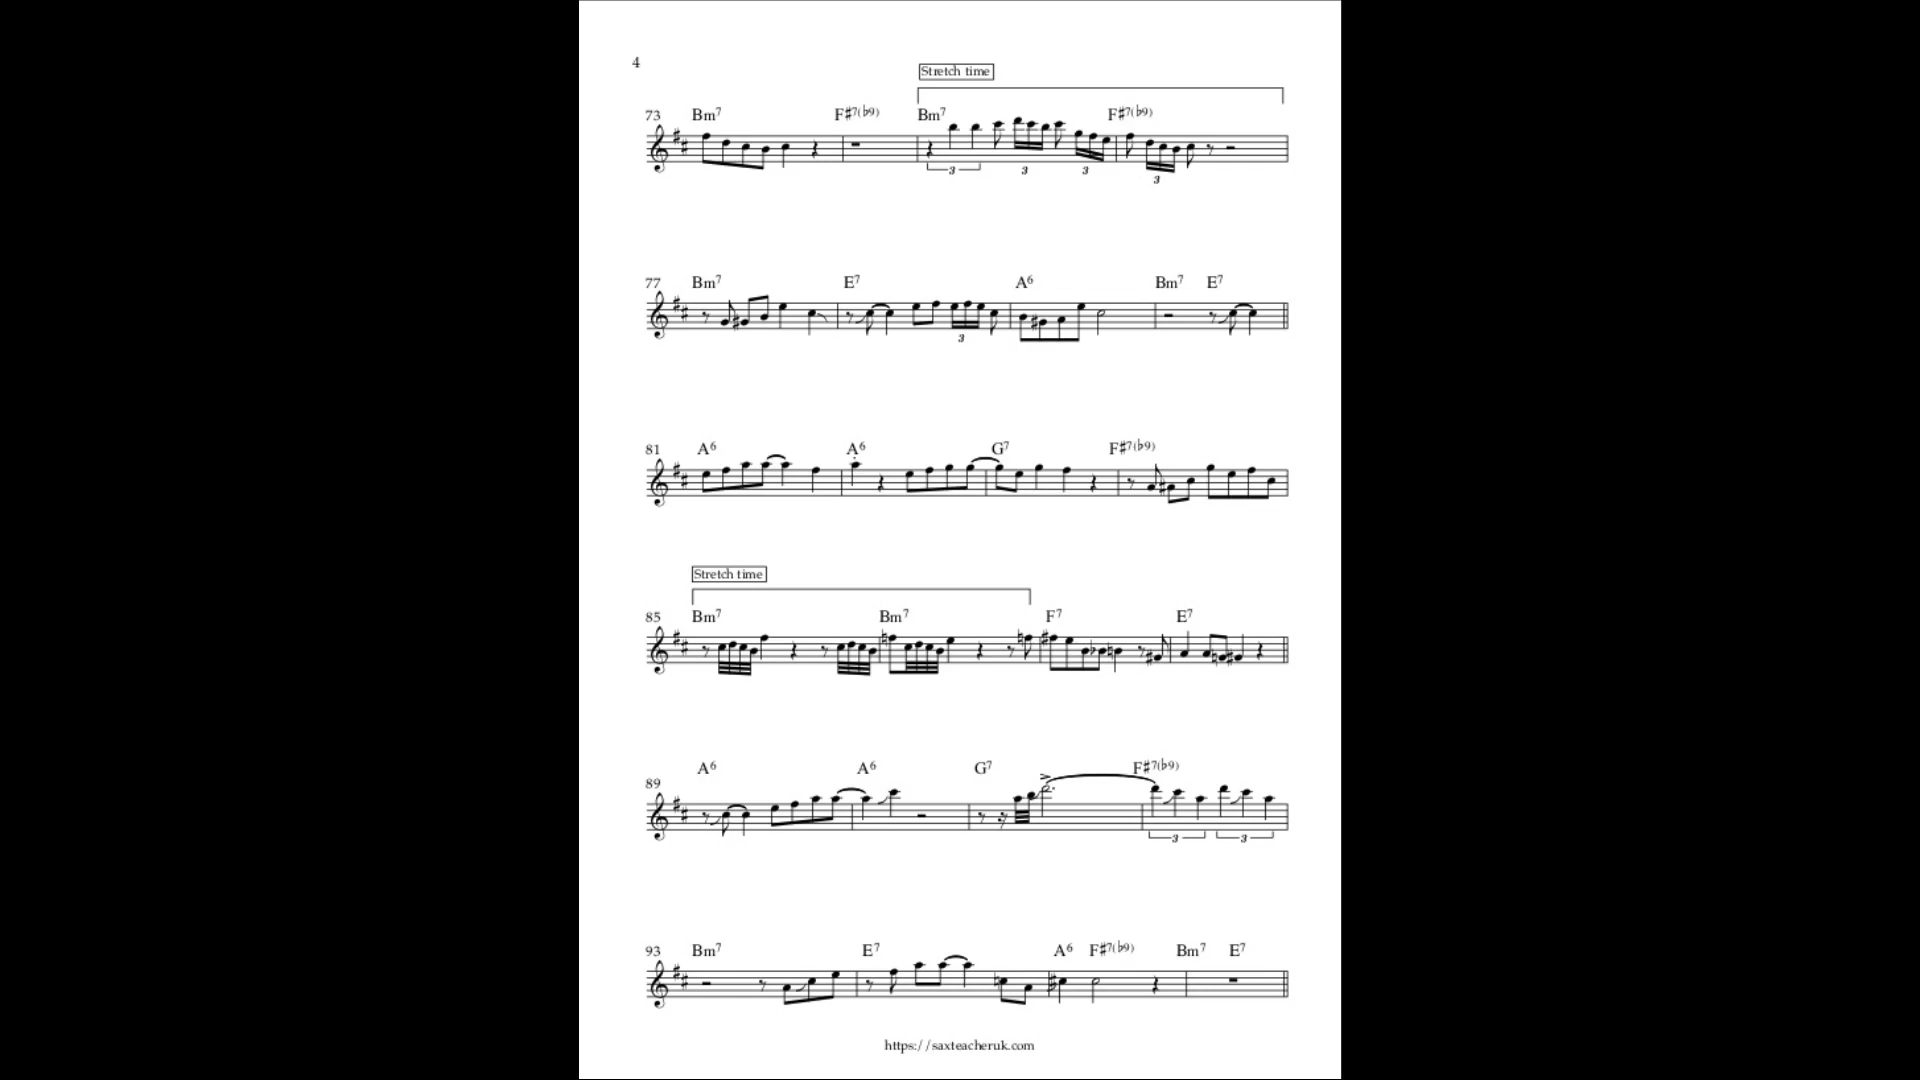 4
Stretch time
73 Bm7 F♯7(♭9) Bm7 F♯7(♭9)
3 3 3 3
77 Bm7 E7 A6 Bm7 E7
3
81 A6 A6 G7 F♯7(♭9)
Stretch time
85 Bm7 Bm7 F7 E7
89 A6 A6 G7 F♯7(♭9)
3 3
93 Bm7 E7 A6 F♯7(♭9) Bm7 E7
https://saxteacheruk.com